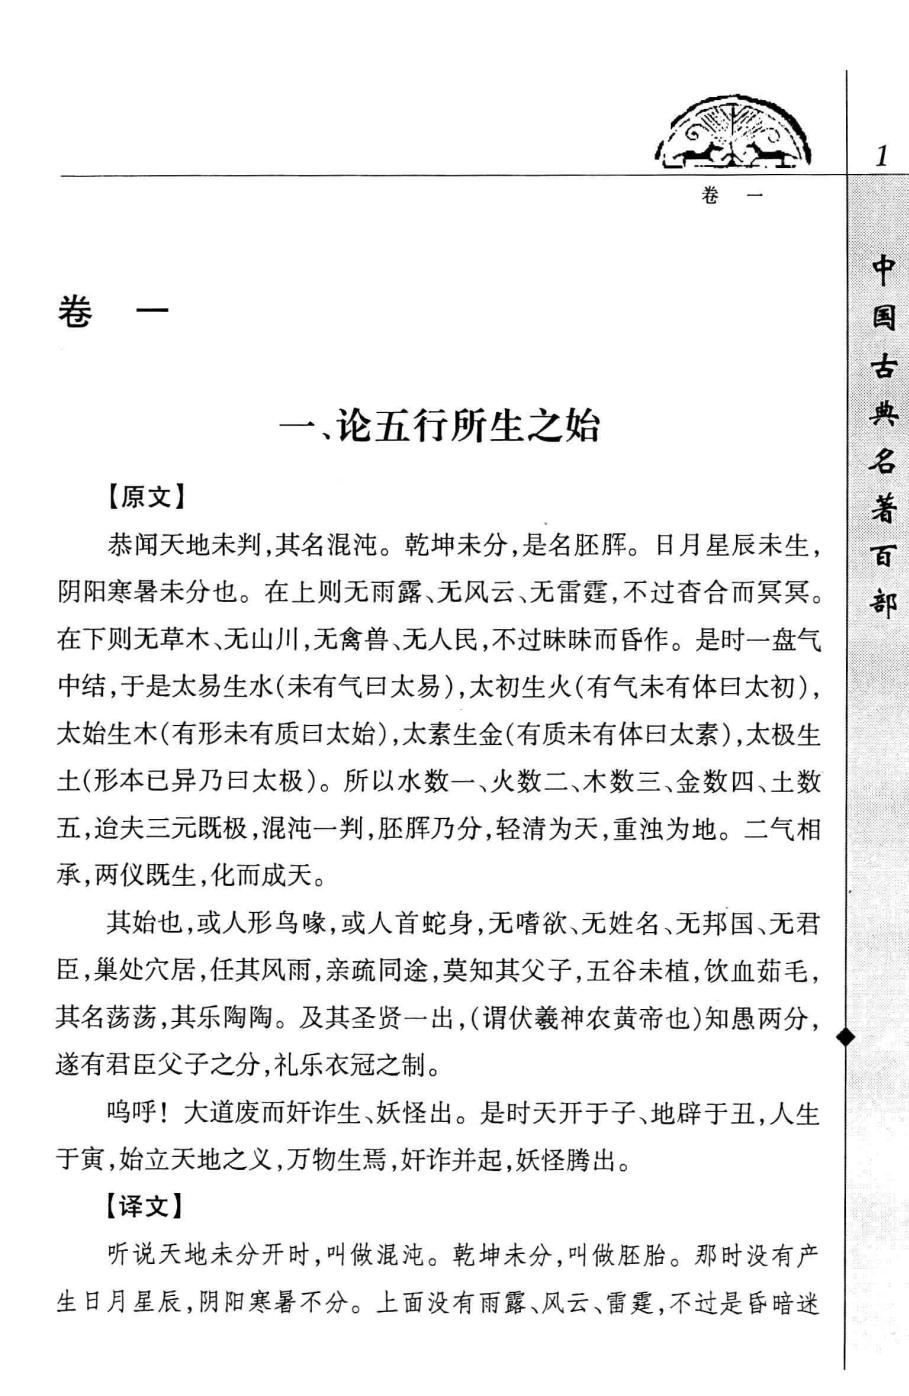 1
卷 一
中国古典名著百部
卷 一
一、论五行所生之始
【原文】
恭闻天地未判,其名混沌。乾坤未分,是名胚胚。日月星辰未生,
阴阳寒暑未分也。在上则无雨露、无风云、无雷霆,不过杳合而冥冥。
在下则无草木、无山川,无禽兽、无人民,不过昧昧而昏作。是时一盘气
中结,于是太易生水(未有气曰太易),太初生火(有气未有体曰太初),
太始生木(有形未有质曰太始),太素生金(有质未有体曰太素),太极生
土(形本已异乃曰太极)。所以水数一、火数二、木数三、金数四、土数
五,迨夫三元既极,混沌一判,胚胚乃分,轻清为天,重浊为地。二气相
承,两仪既生,化而成天。
其始也,或人形鸟喙,或人首蛇身,无嗜欲、无姓名、无邦国、无君
臣,巢处穴居,任其风雨,亲疏同途,莫知其父子,五谷未植,饮血茹毛,
其名荡荡,其乐陶陶。及其圣贤一出,(谓伏羲神农黄帝也)知愚两分,
遂有君臣父子之分,礼乐衣冠之制。
呜呼!大道废而奸诈生、妖怪出。是时天开于子、地辟于丑,人生
于寅,始立天地之义,万物生焉,奸诈并起,妖怪腾出。
【译文】
听说天地未分开时,叫做混沌。乾坤未分,叫做胚胎。那时没有产
生日月星辰,阴阳寒暑不分。上面没有雨露、风云、雷霆,不过是昏暗迷